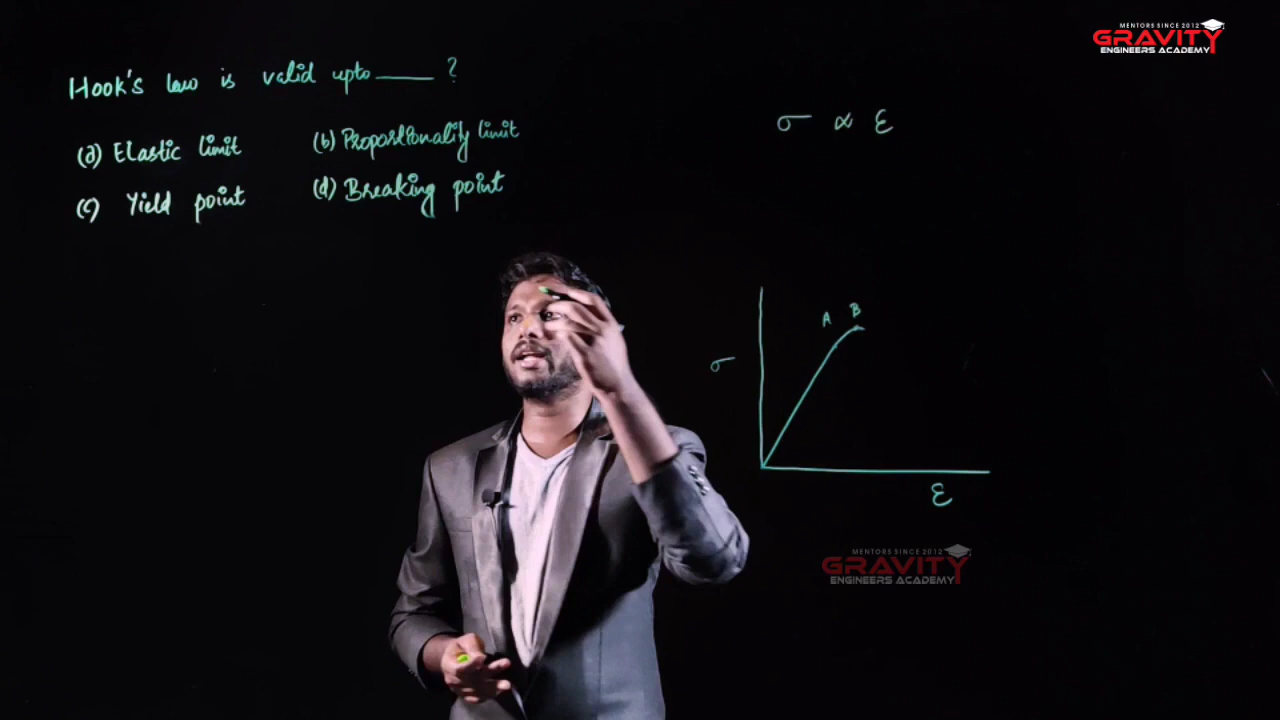 MENTORS SINCE 2012
GRAVITY
ENGINEERS ACADEMY
Hook's law is valid upto ____ ?
(a) Elastic limit (b) Proportionality limit
(c) Yield point (d) Breaking point
σ ∝ ε
A B
σ
ε
MENTORS SINCE 2012
GRAVITY
ENGINEERS ACADEMY